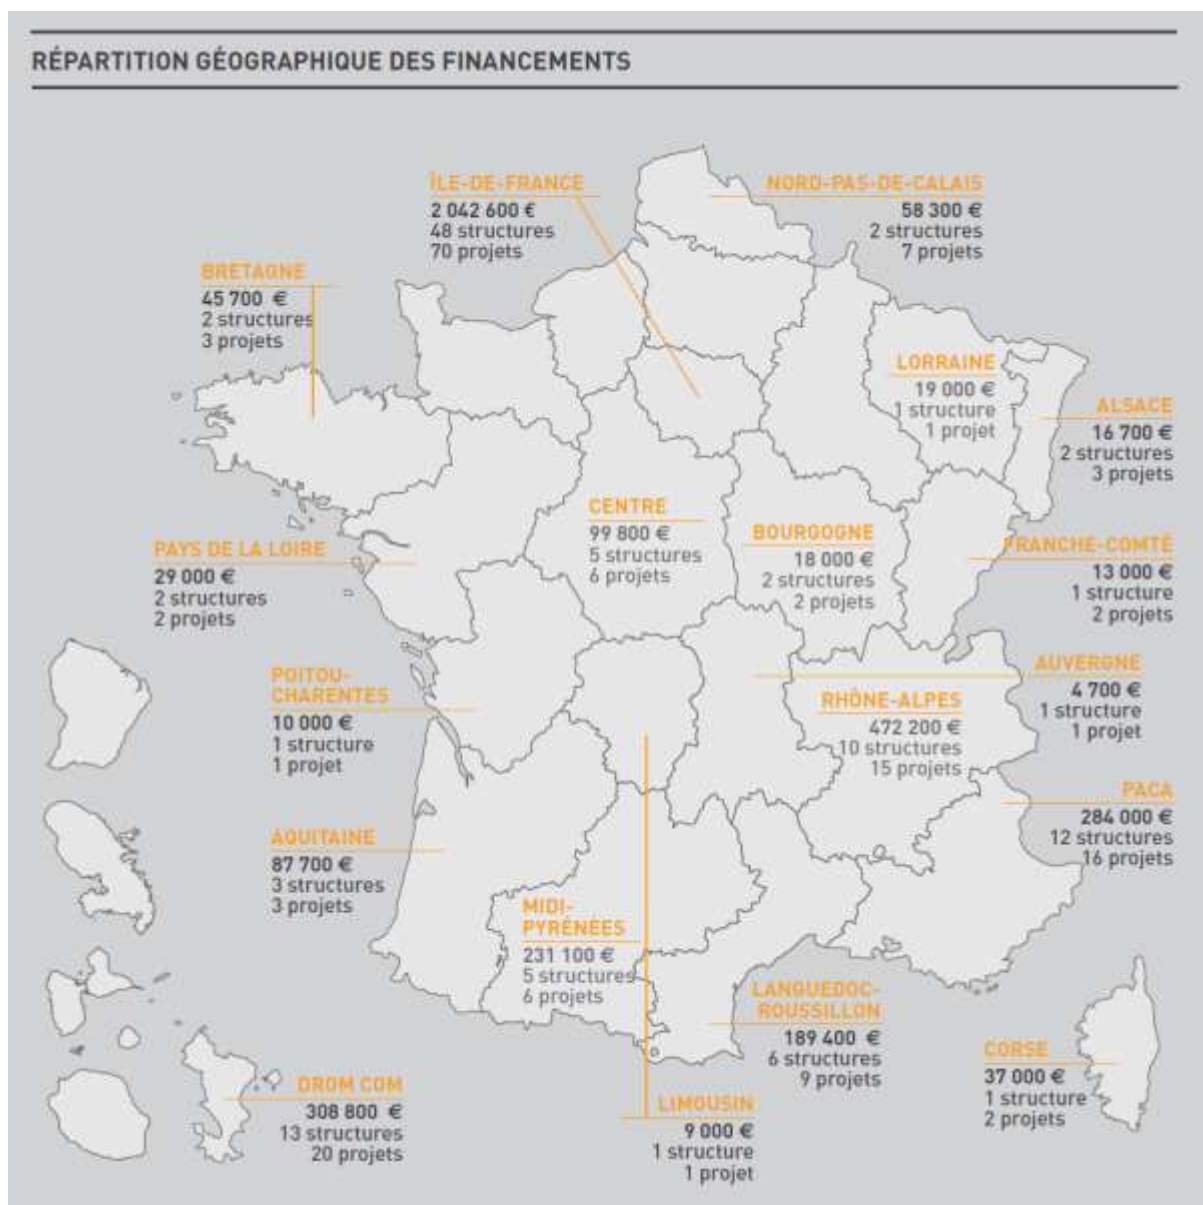 RÉPARTITION GÉOGRAPHIQUE DES FINANCEMENTS
ÎLE-DE-FRANCE
2 042 600 €
48 structures
70 projets
NORD-PAS-DE-CALAIS
58 300 €
2 structures
7 projets
BRETAGNE
45 700 €
2 structures
3 projets
LORRAINE
19 000 €
1 structure
1 projet
ALSACE
16 700 €
2 structures
3 projets
CENTRE
99 800 €
5 structures
6 projets
BOURGOGNE
18 000 €
2 structures
2 projets
FRANCHE-COMTÉ
13 000 €
1 structure
2 projets
PAYS DE LA LOIRE
29 000 €
2 structures
2 projets
POITOU-
CHARENTES
10 000 €
1 structure
1 projet
AUVERGNE
4 700 €
1 structure
1 projet
RHÔNE-ALPES
472 200 €
10 structures
15 projets
PACA
284 000 €
12 structures
16 projets
AQUITAINE
87 700 €
3 structures
3 projets
MIDI-
PYRÉNÉES
231 100 €
5 structures
6 projets
LANGUEDOC-
ROUSSILLON
189 400 €
6 structures
9 projets
CORSE
37 000 €
1 structure
2 projets
DROM COM
308 800 €
13 structures
20 projets
LIMOUSIN
9 000 €
1 structure
1 projet